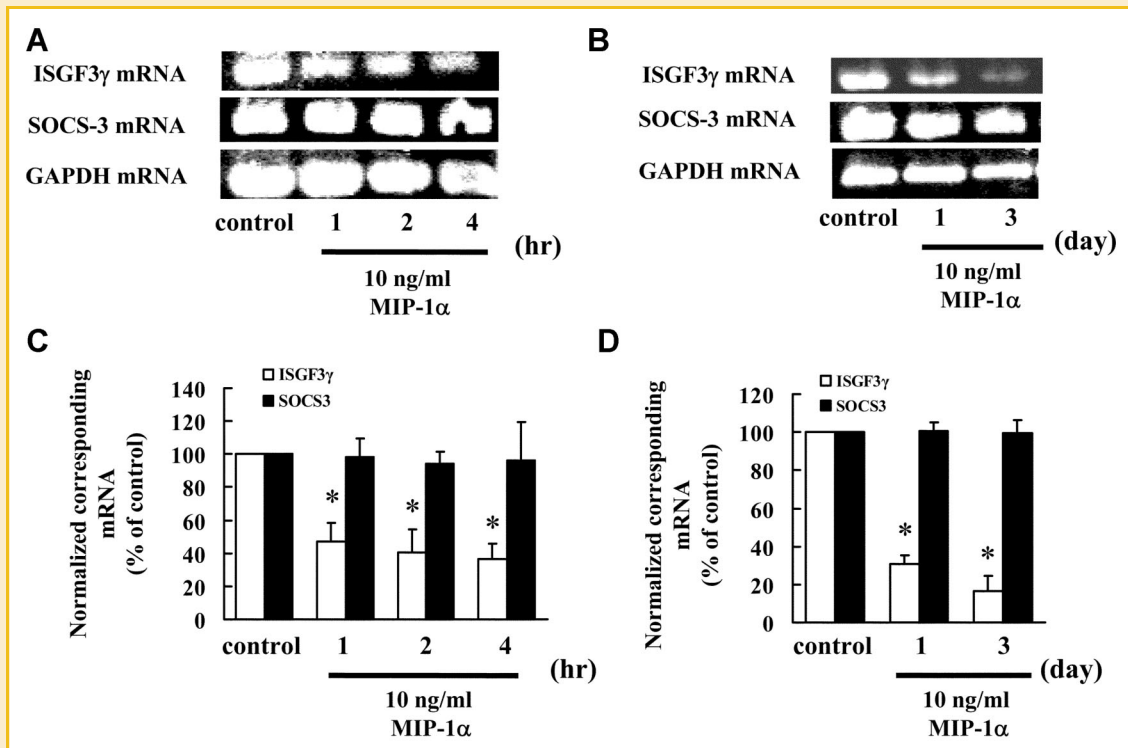 A
ISGF3γ mRNA
SOCS-3 mRNA
GAPDH mRNA
control 1 2 4
(hr)
10 ng/ml
MIP-1α
B
ISGF3γ mRNA
SOCS-3 mRNA
GAPDH mRNA
control 1 3
(day)
10 ng/ml
MIP-1α
C
Normalized corresponding
mRNA
(% of control)
ISGF3γ
SOCS3
140
120
100
80
60
40
20
0
* * *
control 1 2 4
(hr)
10 ng/ml
MIP-1α
D
Normalized corresponding
mRNA
(% of control)
ISGF3γ
SOCS3
120
100
80
60
40
20
0
* *
control 1 3
(day)
10 ng/ml
MIP-1α